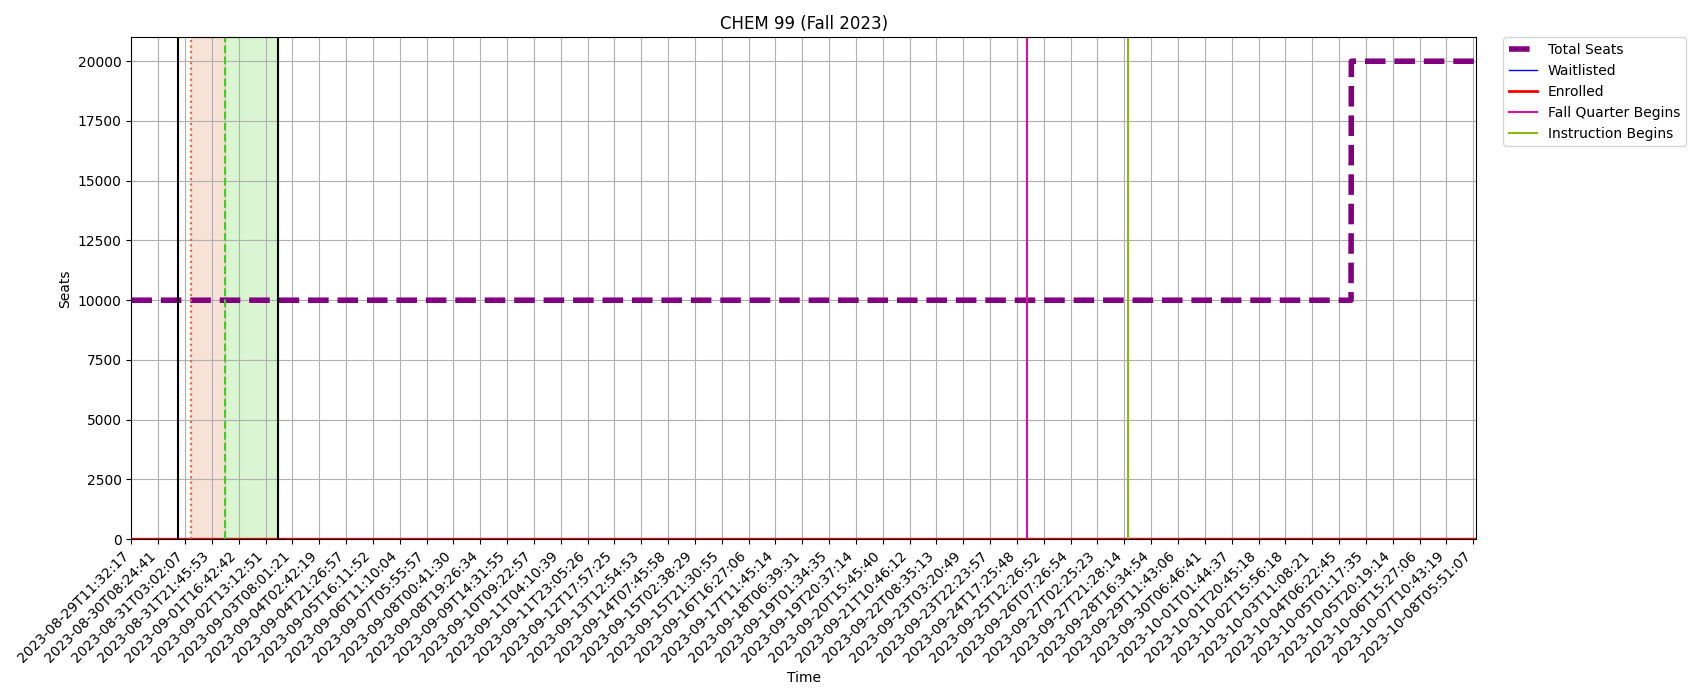 CHEM 99 (Fall 2023)
Total Seats
Waitlisted
Enrolled
Fall Quarter Begins
Instruction Begins
Seats
20000
17500
15000
12500
10000
7500
5000
2500
0
2023-08-29T11:32:17
2023-08-30T08:24:41
2023-08-31T03:02:07
2023-08-31T21:45:53
2023-09-01T16:42:42
2023-09-02T13:12:51
2023-09-03T08:01:21
2023-09-04T02:42:19
2023-09-04T21:26:57
2023-09-05T16:11:52
2023-09-06T11:10:04
2023-09-07T05:55:57
2023-09-08T00:41:30
2023-09-08T19:26:34
2023-09-09T14:31:55
2023-09-10T09:22:57
2023-09-11T04:10:39
2023-09-11T23:05:26
2023-09-12T17:57:25
2023-09-13T12:54:53
2023-09-14T07:45:58
2023-09-15T02:38:29
2023-09-15T21:30:55
2023-09-16T16:27:06
2023-09-17T11:45:14
2023-09-18T06:39:31
2023-09-19T01:34:35
2023-09-19T20:37:14
2023-09-20T15:45:40
2023-09-21T10:46:12
2023-09-22T08:35:13
2023-09-23T03:20:49
2023-09-23T22:23:57
2023-09-24T17:25:48
2023-09-25T12:26:52
2023-09-26T07:26:54
2023-09-27T02:25:23
2023-09-27T21:28:14
2023-09-28T16:34:54
2023-09-29T11:43:06
2023-09-30T06:46:41
2023-10-01T01:44:37
2023-10-01T20:45:18
2023-10-02T15:56:18
2023-10-03T11:08:21
2023-10-04T06:22:45
2023-10-05T01:17:35
2023-10-05T20:19:14
2023-10-06T15:27:06
2023-10-07T10:43:19
2023-10-08T05:51:07
Time